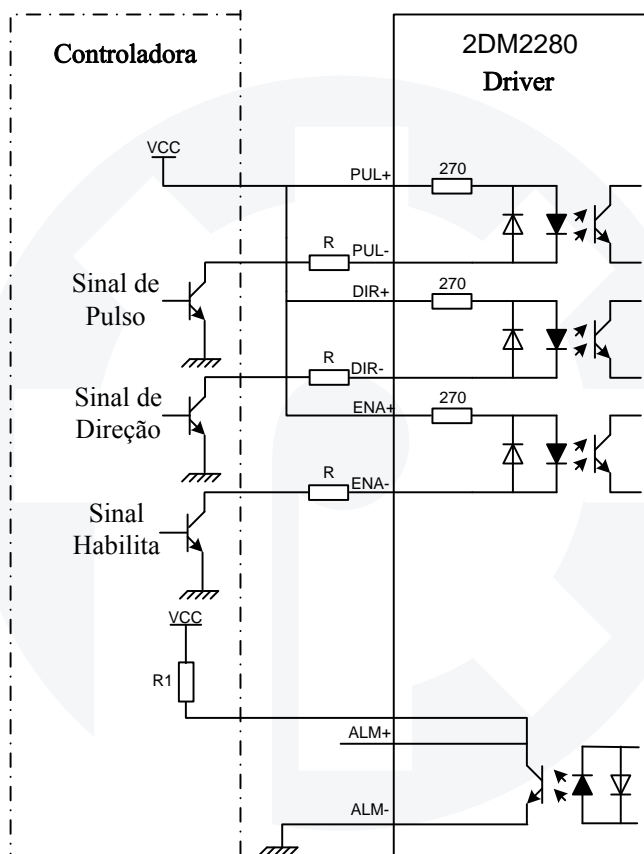 Controladora
2DM2280
Driver
VCC
PUL+
270
R
PUL-
Sinal de
Pulso
DIR+
270
R
DIR-
Sinal de
Direção
ENA+
270
R
ENA-
Sinal
Habilita
VCC
R1
ALM+
ALM-